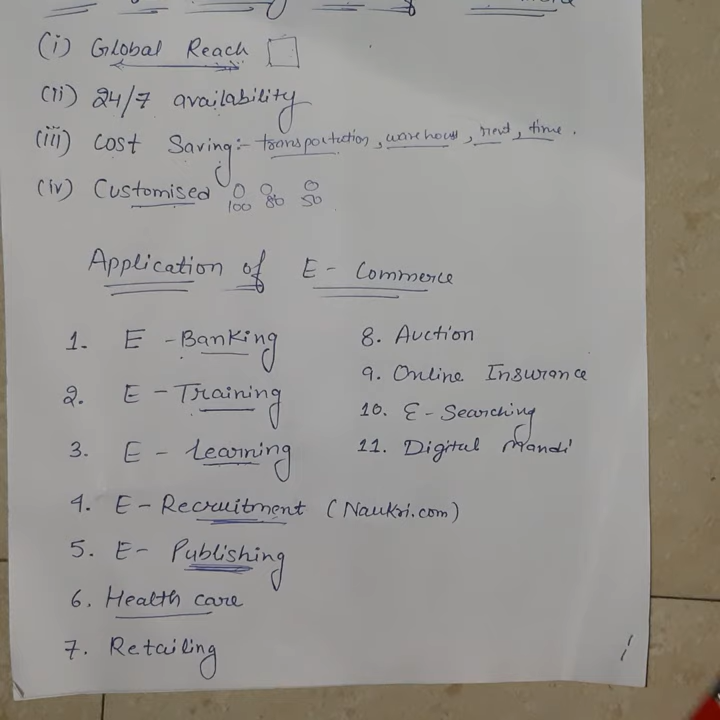 (i) Global Reach
(ii) 24/7 availability
(iii) Cost Saving:- transportation, warehouse, rent, time.
(iv) Customised
100 80 50
Application of E - Commerce
1. E - Banking
2. E - Training
3. E - Learning
4. E - Recruitment (Naukri.com)
5. E - Publishing
6. Health care
7. Retailing
8. Auction
9. Online Insurance
10. E - Searching
11. Digital Mandi